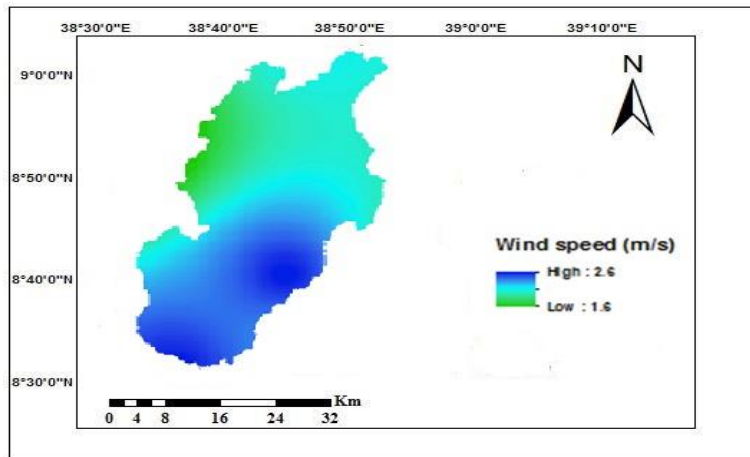 38°30'0"E 38°40'0"E 38°50'0"E 39°0'0"E 39°10'0"E
9°0'0"N
N
8°50'0"N
Wind speed (m/s)
High : 2.6
8°40'0"N
Low : 1.6
8°30'0"N
Km
0 4 8 16 24 32